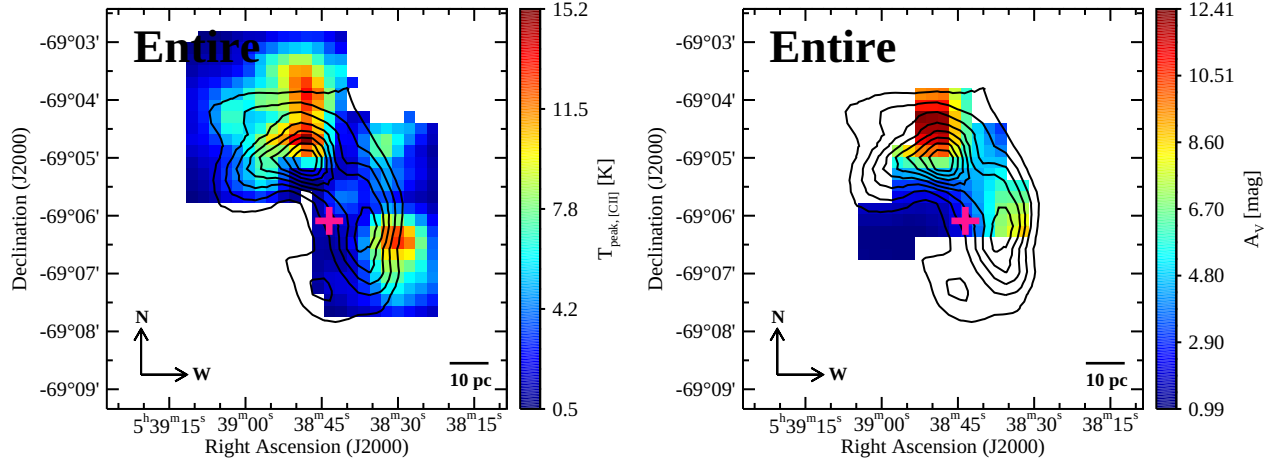 Entire
-69°03'
-69°04'
-69°05'
-69°06'
-69°07'
-69°08'
-69°09'
Declination (J2000)
N
W
10 pc
5h39m15s 39m00s 38m45s 38m30s 38m15s
Right Ascension (J2000)
15.2
11.5
7.8
4.2
0.5
Tpeak, [CII] [K]
Entire
-69°03'
-69°04'
-69°05'
-69°06'
-69°07'
-69°08'
-69°09'
Declination (J2000)
N
W
10 pc
5h39m15s 39m00s 38m45s 38m30s 38m15s
Right Ascension (J2000)
12.41
10.51
8.60
6.70
4.80
2.90
0.99
AV [mag]